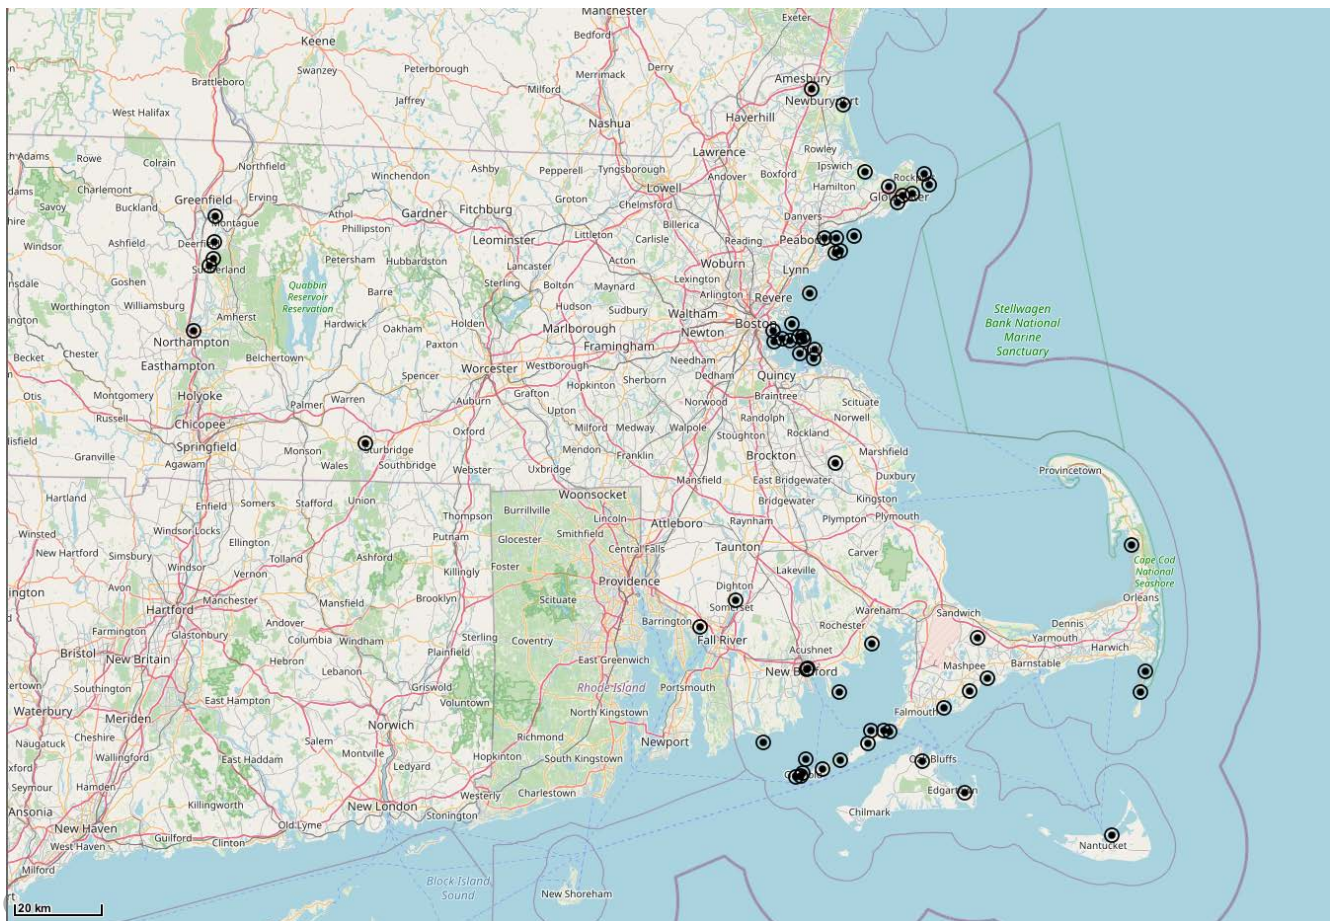 Manchester
Exeter
Keene
Bedford
Derry
Swanzey
Peterborough
Merrimack
Amesbury
Brattleboro
Milford
Newburyport
Jaffrey
West Halifax
Nashua
Haverhill
Rowley
Lawrence
th Adams
Rowe
Colrain
Northfield
Winchendon
Ashby
Pepperell
Tyngsborough
Andover
Boxford
Ipswich
Charlemont
Erving
Lowell
Hamilton
Savoy
Buckland
Greenfield
Athol
Gardner
Fitchburg
Groton
Chelmsford
Danvers
hire
Montague
Phillipston
Billerica
Windsor
Ashfield
Leominster
Littleton
Carlisle
Reading
Petersham
Hubbardston
Acton
Woburn
Lynn
Goshen
Lancaster
Lexington
Worthington
Williamsburg
Quabbin
Reservoir
Barre
Sterling
Bolton
Maynard
Arlington
Revere
Amherst
Hudson
Sudbury
Waltham
Stellwagen
Bank National
Marine
Sanctuary
Hardwick
Oakham
Holden
Marlborough
Newton
Boston
Northampton
Paxton
Framingham
Becket
Chester
Belchertown
Needham
Easthampton
Worcester
Westborough
Dedham
Quincy
Otis
Montgomery
Holyoke
Spencer
Hopkinton
Sherborn
Braintree
Russell
Palmer
Warren
Auburn
Grafton
Norwood
Scituate
Chicopee
Upton
Randolph
Norwell
Oxford
Milford
Medway
Walpole
Stoughton
Rockland
Springfield
Monson
Sturbridge
Mendon
Franklin
Brockton
Marshfield
Granville
Agawam
Wales
Southbridge
Webster
Uxbridge
Mansfield
East Bridgewater
Duxbury
Provincetown
Hartland
Enfield
Somers
Stafford
Union
Woonsocket
Bridgewater
Kingston
Winsted
Windsor Locks
Thompson
Burrillville
Lincoln
Attleboro
Raynham
Plympton
Plymouth
Ellington
Putnam
Glocester
Smithfield
New Hartford
Simsbury
Tolland
Ashford
Central Falls
Taunton
Carver
Windsor
Foster
Cape Cod
National
Seashore
Avon
Vernon
Killingly
Lakeville
Providence
ington
Hartford
Manchester
Mansfield
Brooklyn
Scituate
Dighton
Orleans
Farmington
Andover
Wareham
Sandwich
Glastonbury
Columbia
Windham
Sterling
Barrington
Somerset
Rochester
Dennis
Bristol
Coventry
Fall River
Yarmouth
New Britain
Hebron
Plainfield
Acushnet
Harwich
Lebanon
East Greenwich
New Bedford
Mashpee
Barnstable
Southington
East Hampton
Griswold
Rhode Island
Portsmouth
Waterbury
Voluntown
North Kingstown
Falmouth
Meriden
Norwich
Naugatuck
Cheshire
Salem
Richmond
Newport
Wallingford
East Haddam
Montville
Hopkinton
South Kingstown
Seymour
Hamden
Ledyard
Killingworth
Westerly
Charlestown
Edgartown
Ansonia
New London
Stonington
Chilmark
New Haven
Guilford
Old Lyme
West Haven
Clinton
Nantucket
Milford
Block Island
Sound
New Shoreham
20 km